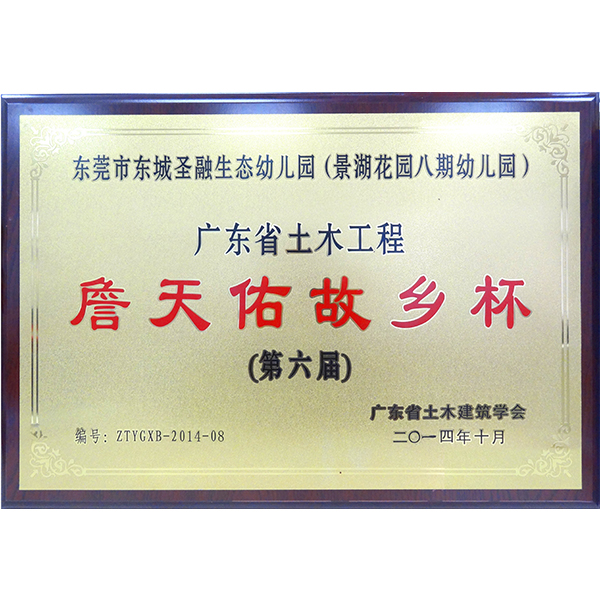 东莞市东城圣融生态幼儿园（景湖花园八期幼儿园）
广东省土木工程
詹天佑故乡杯
(第六届)
广东省土木建筑学会
编号：ZTYGXB-2014-08
二〇一四年十月